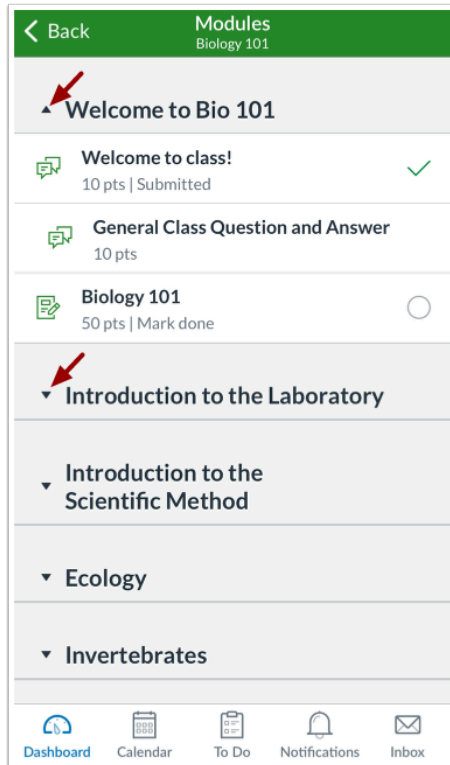 Back
Modules
Biology 101
Welcome to Bio 101
Welcome to class!
10 pts | Submitted
General Class Question and Answer
10 pts
Biology 101
50 pts | Mark done
Introduction to the Laboratory
Introduction to the
Scientific Method
Ecology
Invertebrates
Dashboard
Calendar
To Do
Notifications
Inbox